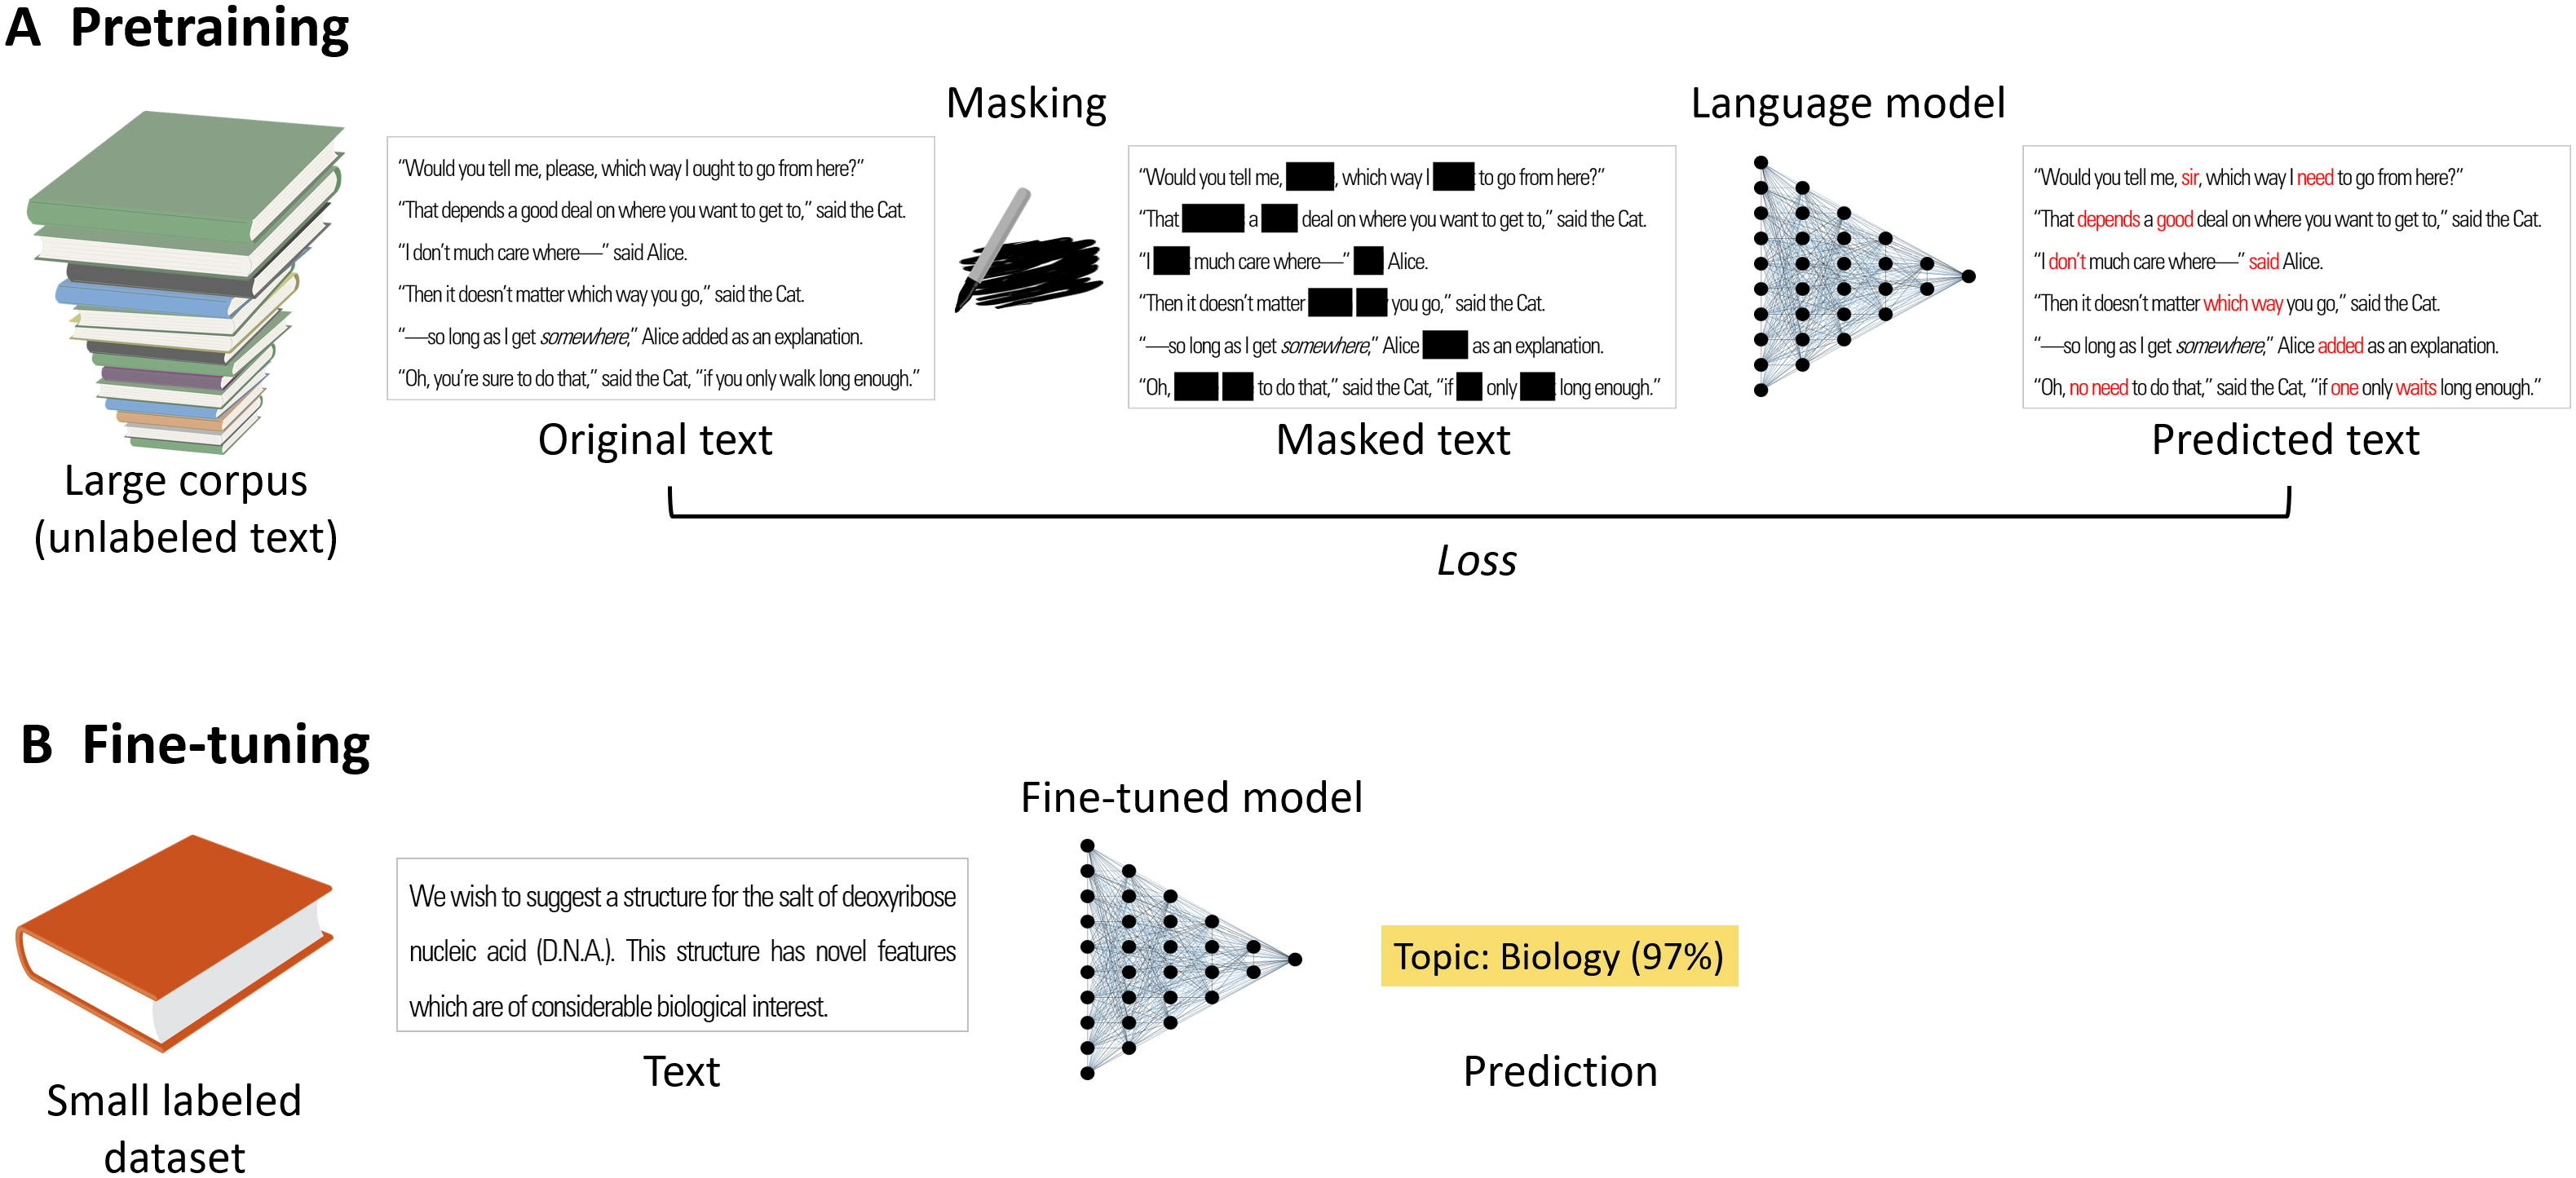 A Pretraining
Masking
Language model
“Would you tell me, please, which way I ought to go from here?”
“That depends a good deal on where you want to get to,” said the Cat.
“I don’t much care where—” said Alice.
“Then it doesn’t matter which way you go,” said the Cat.
“—so long as I get somewhere,” Alice added as an explanation.
“Oh, you’re sure to do that,” said the Cat, “if you only walk long enough.”
“Would you tell me, , which way I to go from here?”
“That a deal on where you want to get to,” said the Cat.
“I much care where—” Alice.
“Then it doesn’t matter you go,” said the Cat.
“—so long as I get somewhere,” Alice as an explanation.
“Oh, to do that,” said the Cat, “if only long enough.”
“Would you tell me, sir, which way I need to go from here?”
“That depends a good deal on where you want to get to,” said the Cat.
“I don’t much care where—” said Alice.
“Then it doesn’t matter which way you go,” said the Cat.
“—so long as I get somewhere,” Alice added as an explanation.
“Oh, no need to do that,” said the Cat, “if one only waits long enough.”
Large corpus
(unlabeled text)
Original text
Masked text
Predicted text
Loss
B Fine-tuning
Fine-tuned model
We wish to suggest a structure for the salt of deoxyribose
nucleic acid (D.N.A.). This structure has novel features
which are of considerable biological interest.
Topic: Biology (97%)
Small labeled
dataset
Text
Prediction